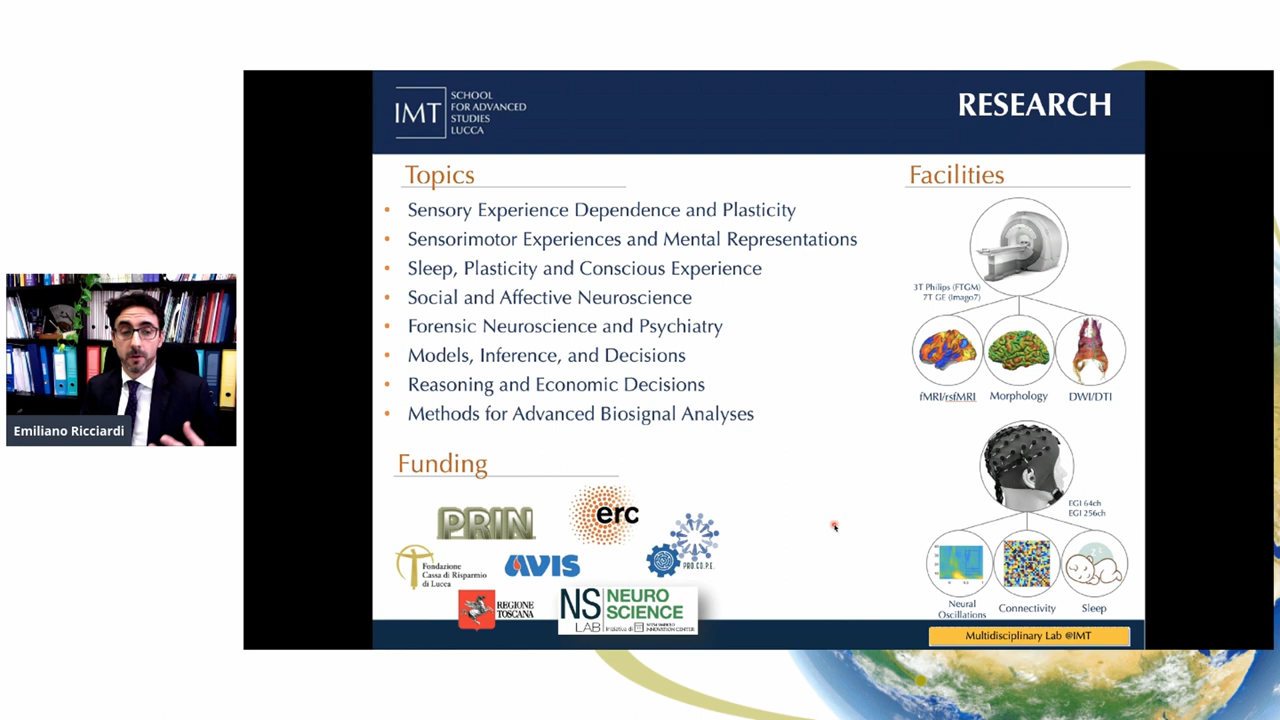 IMT
SCHOOL
FOR ADVANCED
STUDIES
LUCCA
RESEARCH
Topics
• Sensory Experience Dependence and Plasticity
• Sensorimotor Experiences and Mental Representations
• Sleep, Plasticity and Conscious Experience
• Social and Affective Neuroscience
• Forensic Neuroscience and Psychiatry
• Models, Inference, and Decisions
• Reasoning and Economic Decisions
• Methods for Advanced Biosignal Analyses
Funding
PRIN
erc
Fondazione
Cassa di Risparmio
di Lucca
AVIS
PRO.CO.P.E.
REGIONE
TOSCANA
NS
LAB
NEURO
SCIENCE
Facilities
3T Philips (FTGM)
7T GE (Imago7)
fMRI/rsfMRI
Morphology
DWI/DTI
EGI 64ch
EGI 256ch
Neural
Oscillations
Connectivity
Sleep
Multidisciplinary Lab @IMT
Emiliano Ricciardi